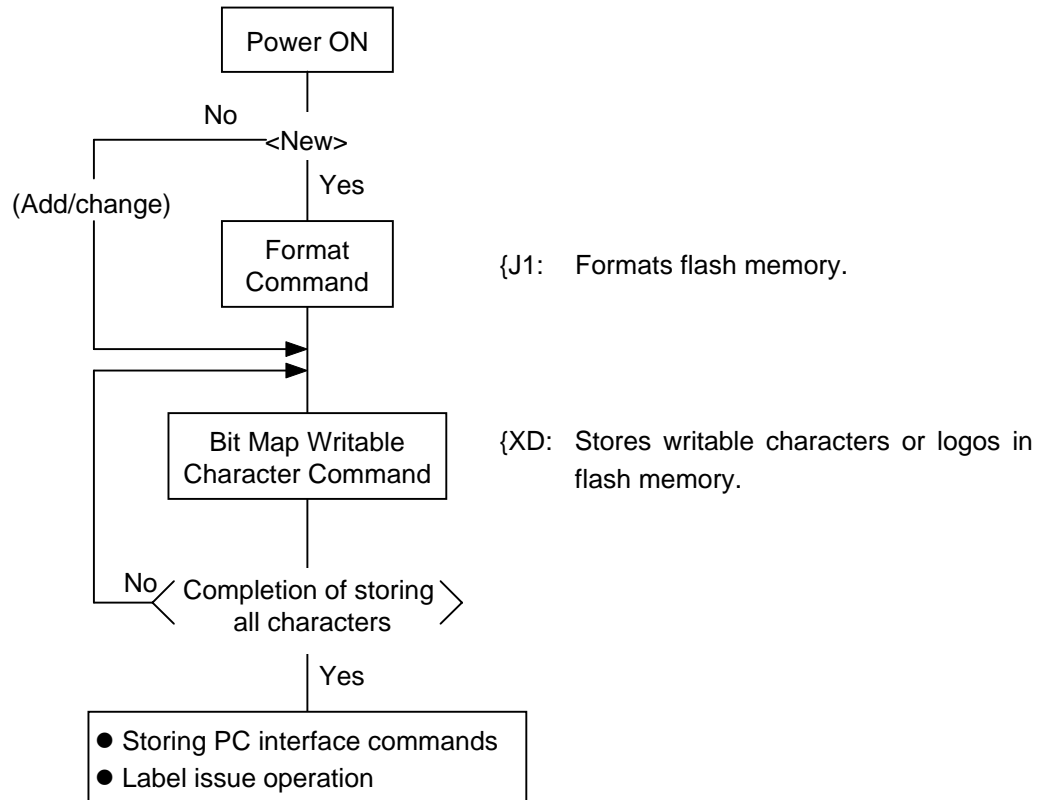 Power ON
No
<New>
Yes
(Add/change)
Format
Command
{J1: Formats flash memory.
Bit Map Writable
Character Command
{XD: Stores writable characters or logos in
flash memory.
No
Completion of storing
all characters
Yes
● Storing PC interface commands
● Label issue operation